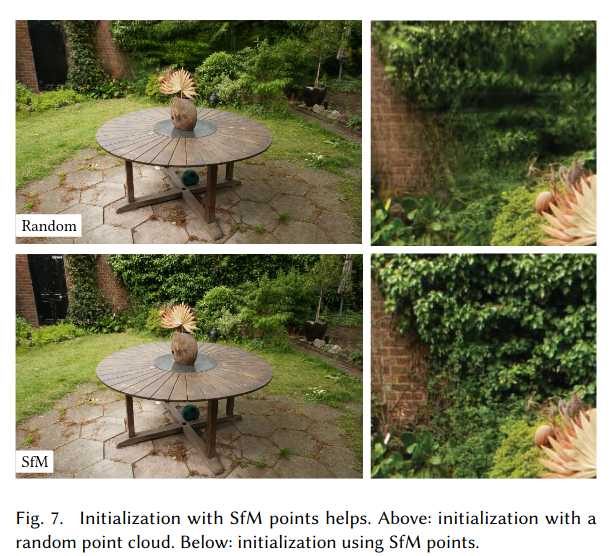 Random
SfM
Fig. 7. Initialization with SfM points helps. Above: initialization with a
random point cloud. Below: initialization using SfM points.